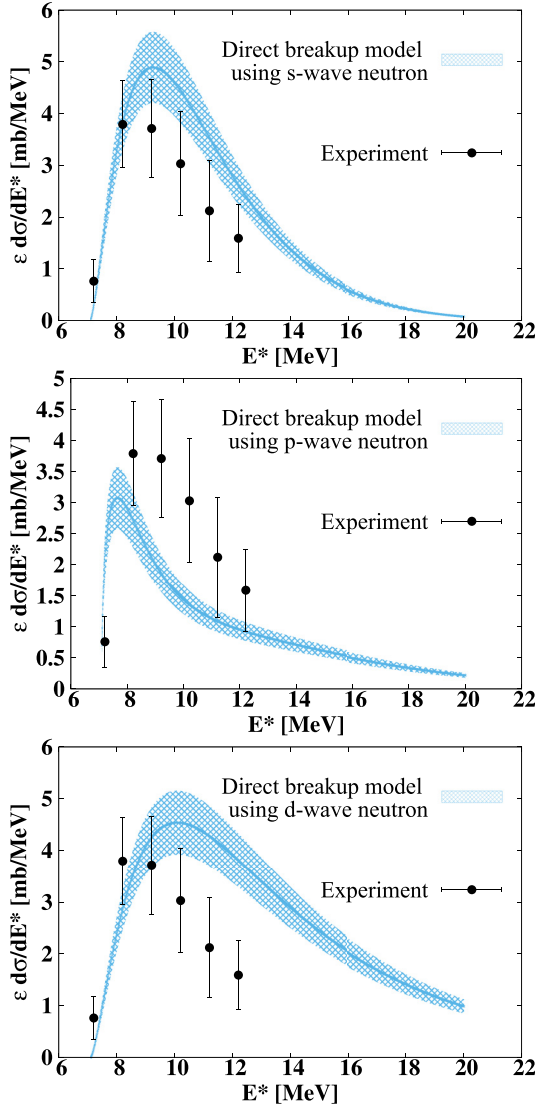 6
5
4
3
2
1
0
ε dσ/dE* [mb/MeV]
Direct breakup model
using s-wave neutron
Experiment
6 8 10 12 14 16 18 20 22
E* [MeV]
5
4.5
4
3.5
3
2.5
2
1.5
1
0.5
0
ε dσ/dE* [mb/MeV]
Direct breakup model
using p-wave neutron
Experiment
6 8 10 12 14 16 18 20 22
E* [MeV]
6
5
4
3
2
1
0
ε dσ/dE* [mb/MeV]
Direct breakup model
using d-wave neutron
Experiment
6 8 10 12 14 16 18 20 22
E* [MeV]